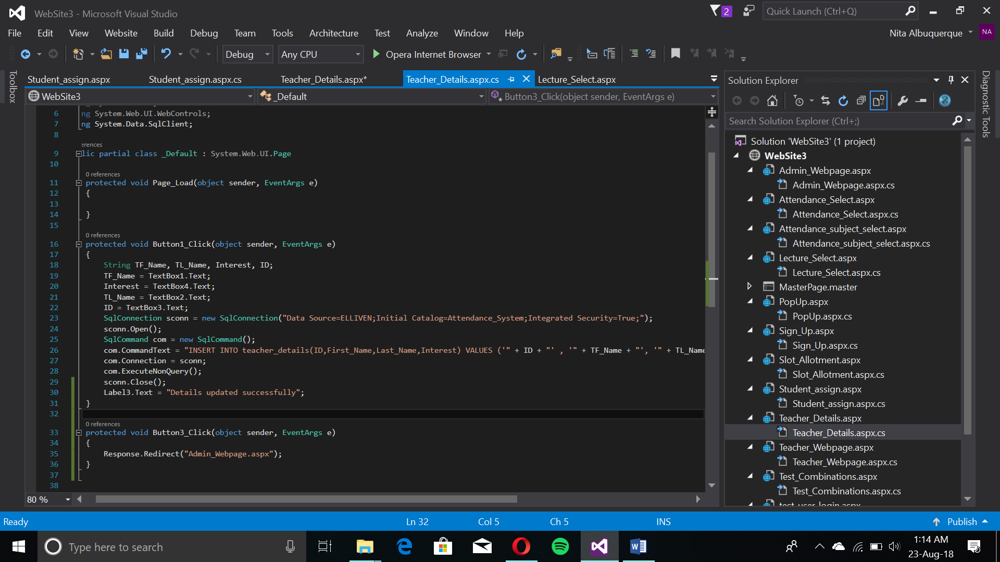 WebSite3 - Microsoft Visual Studio
2
Quick Launch (Ctrl+Q)
File Edit View Website Build Debug Team Tools Architecture Test Analyze Window Help
Nita Albuquerque NA
Debug Any CPU Opera Internet Browser
Toolbox
Student_assign.aspx Student_assign.aspx.cs Teacher_Details.aspx* Teacher_Details.aspx.cs Lecture_Select.aspx
WebSite3 _Default Button3_Click(object sender, EventArgs e)
6 ng System.Web.UI.WebControls;
7 ng System.Data.SqlClient;
8
erences
9 lic partial class _Default : System.Web.UI.Page
10
0 references
11 protected void Page_Load(object sender, EventArgs e)
12 {
13
14 }
15
0 references
16 protected void Button1_Click(object sender, EventArgs e)
17 {
18 String TF_Name, TL_Name, Interest, ID;
19 TF_Name = TextBox1.Text;
20 Interest = TextBox4.Text;
21 TL_Name = TextBox2.Text;
22 ID = TextBox3.Text;
23 SqlConnection sconn = new SqlConnection("Data Source=ELLIVEN;Initial Catalog=Attendance_System;Integrated Security=True;");
24 sconn.Open();
25 SqlCommand com = new SqlCommand();
26 com.CommandText = "INSERT INTO teacher_details(ID,First_Name,Last_Name,Interest) VALUES ('" + ID + "' , '" + TF_Name + "', '" + TL_Name
27 com.Connection = sconn;
28 com.ExecuteNonQuery();
29 sconn.Close();
30 Label3.Text = "Details updated successfully";
31 }
32
0 references
33 protected void Button3_Click(object sender, EventArgs e)
34 {
35 Response.Redirect("Admin_Webpage.aspx");
36 }
37
38
80 %
Solution Explorer
Search Solution Explorer (Ctrl+;)
Solution 'WebSite3' (1 project)
WebSite3
Admin_Webpage.aspx
Admin_Webpage.aspx.cs
Attendance_Select.aspx
Attendance_Select.aspx.cs
Attendance_subject_select.aspx
Attendance_subject_select.aspx.cs
Lecture_Select.aspx
Lecture_Select.aspx.cs
MasterPage.master
PopUp.aspx
PopUp.aspx.cs
Sign_Up.aspx
Sign_Up.aspx.cs
Slot_Allotment.aspx
Slot_Allotment.aspx.cs
Student_assign.aspx
Student_assign.aspx.cs
Teacher_Details.aspx
Teacher_Details.aspx.cs
Teacher_Webpage.aspx
Teacher_Webpage.aspx.cs
Test_Combinations.aspx
Test_Combinations.aspx.cs
test_user_login.aspx
Diagnostic Tools
Ready Ln 32 Col 5 Ch 5 INS Publish
Type here to search
1:14 AM
23-Aug-18